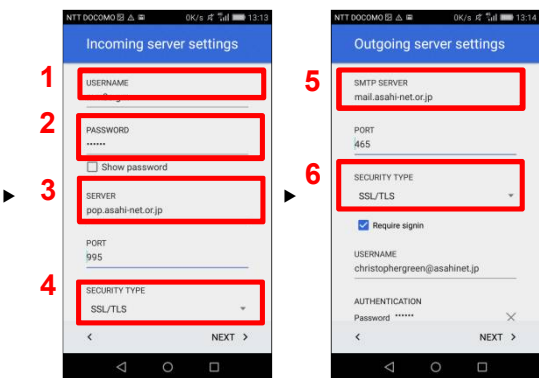 NTT DOCOMO 0K/s 13:13
Incoming server settings
1
USERNAME
2
PASSWORD
······
Show password
3
SERVER
pop.asahi-net.or.jp
PORT
995
4
SECURITY TYPE
SSL/TLS
< NEXT >
NTT DOCOMO 0K/s 13:14
Outgoing server settings
5
SMTP SERVER
mail.asahi-net.or.jp
PORT
465
6
SECURITY TYPE
SSL/TLS
Require signin
USERNAME
christophergreen@asahinet.jp
AUTHENTICATION
Password ······
< NEXT >